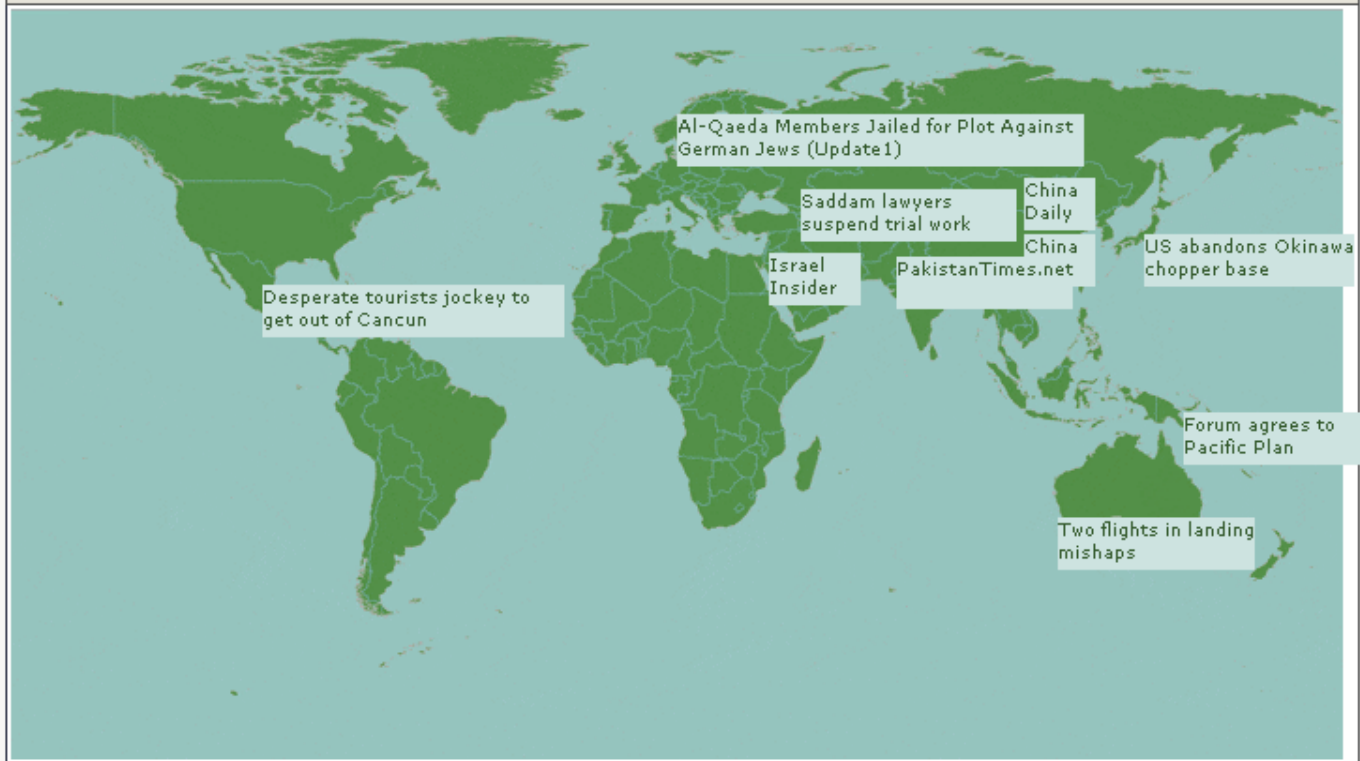 Al-Qaeda Members Jailed for Plot Against
German Jews (Update1)
Saddam lawyers
suspend trial work
China
Daily
China
US abandons Okinawa
chopper base
Israel
Insider
PakistanTimes.net
Desperate tourists jockey to
get out of Cancun
Forum agrees to
Pacific Plan
Two flights in landing
mishaps